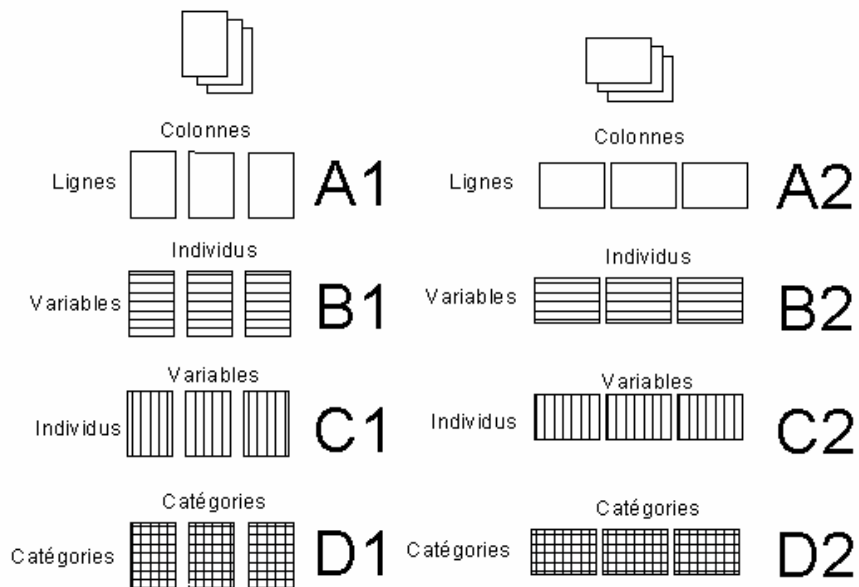 Colonnes
Lignes A1
Colonnes
Lignes A2
Individus
Variables B1
Individus
Variables B2
Variables
Individus C1
Variables
Individus C2
Catégories
Catégories D1
Catégories
Catégories D2